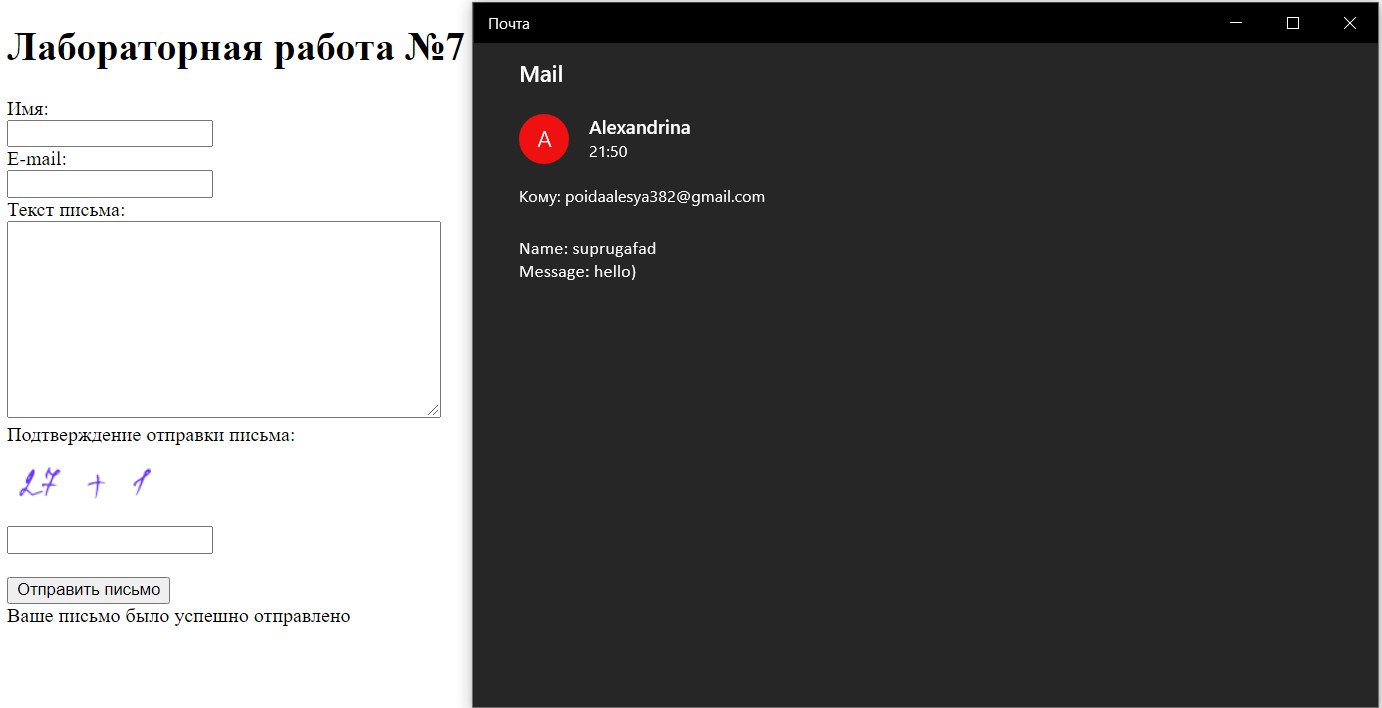 Лабораторная работа №7
Имя:
E-mail:
Текст письма:
Подтверждение отправки письма:
27 + 1
Отправить письмо
Ваше письмо было успешно отправлено
Почта
Mail
A
Alexandrina
21:50
Кому: poidaalesya382@gmail.com
Name: suprugafad
Message: hello)